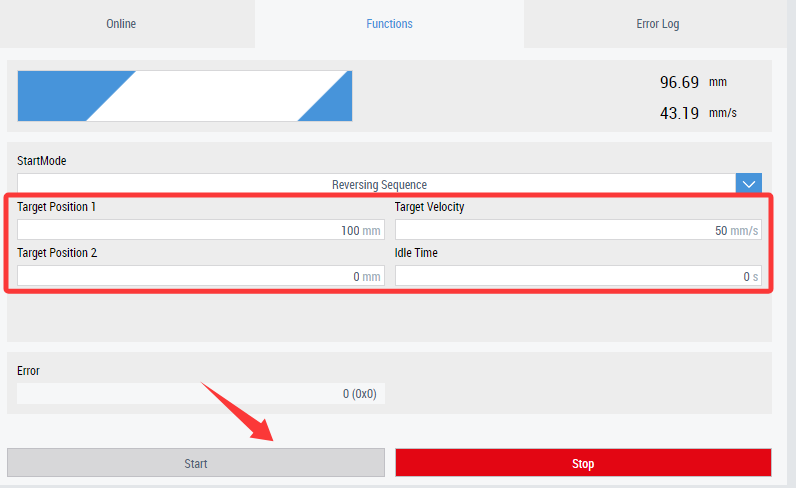 Online Functions Error Log
96.69 mm
43.19 mm/s
StartMode
Reversing Sequence
Target Position 1 Target Velocity
100 mm 50 mm/s
Target Position 2 Idle Time
0 mm 0 s
Error
0 (0x0)
Start Stop